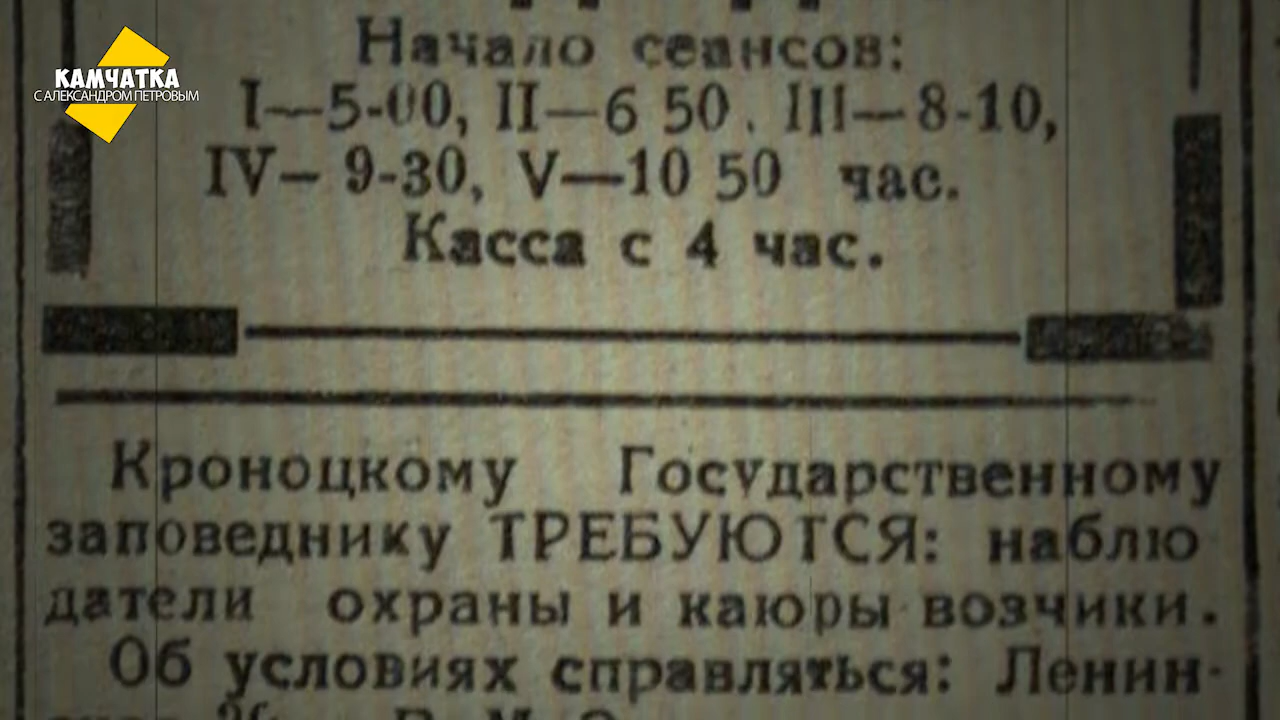 КАМЧАТКА
С АЛЕКСАНДРОМ ПЕТРОВЫМ
Начало сеансов:
I—5-00, II—6 50, III—8-10,
IV—9-30, V—10 50 час.
Касса с 4 час.
Кроноцкому Государственному
заповеднику ТРЕБУЮТСЯ: наблю
датели охраны и каюры возчики.
Об условиях справляться: Ленин-